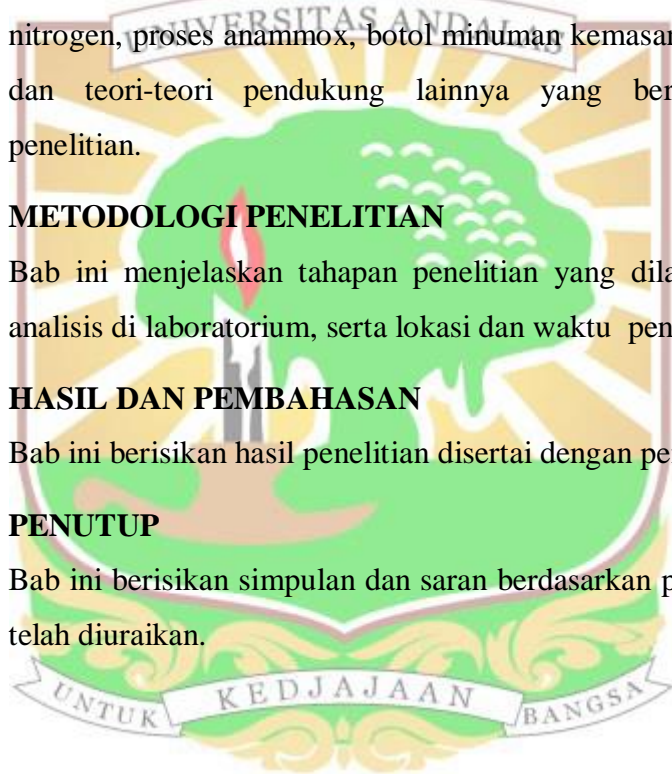 UNIVERSITAS ANDALAS
nitrogen, proses anammox, botol minuman kemasan
dan teori-teori pendukung lainnya yang ber
penelitian.
METODOLOGI PENELITIAN
Bab ini menjelaskan tahapan penelitian yang dila
analisis di laboratorium, serta lokasi dan waktu pen
HASIL DAN PEMBAHASAN
Bab ini berisikan hasil penelitian disertai dengan pe
PENUTUP
Bab ini berisikan simpulan dan saran berdasarkan p
telah diuraikan.
UNTUK KEDJAJAAN BANGSA